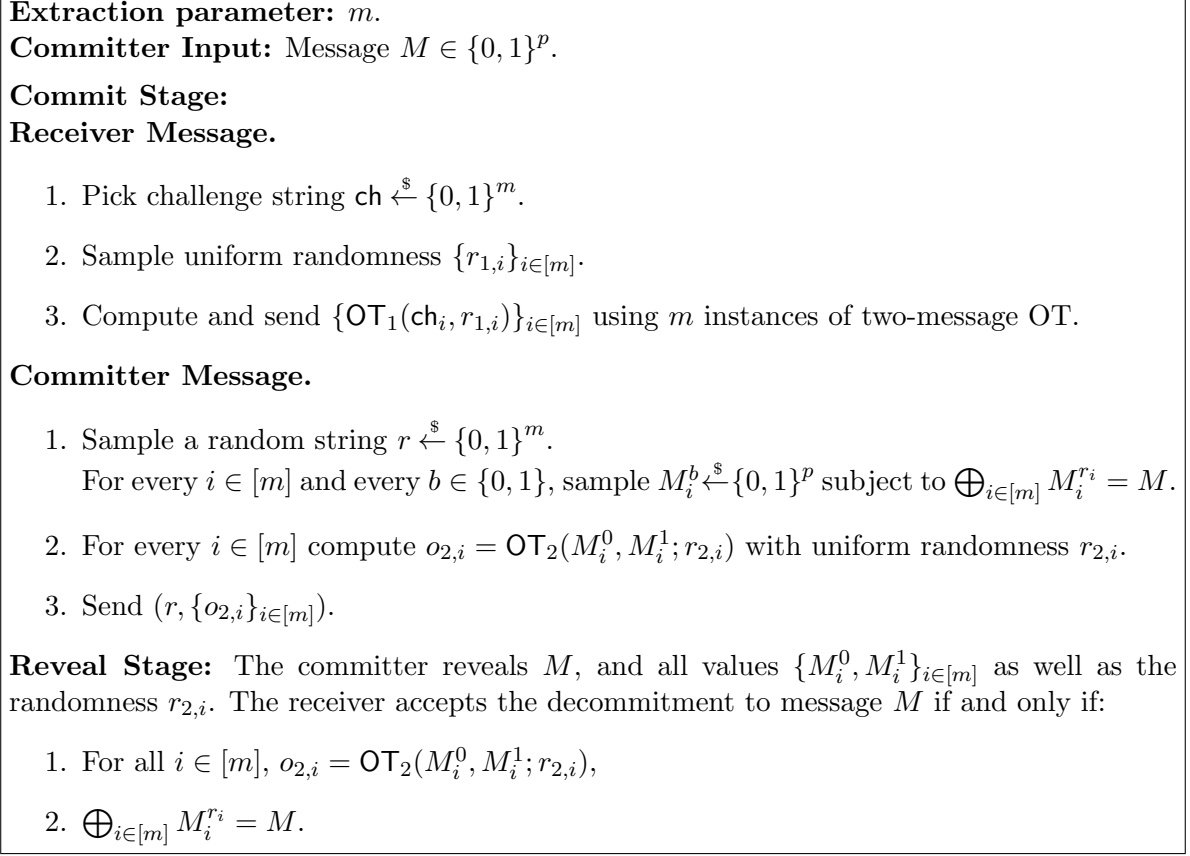 Extraction parameter: m.
Committer Input: Message M ∈ {0, 1}^p.
Commit Stage:
Receiver Message.
1. Pick challenge string ch ←$ {0, 1}^m.
2. Sample uniform randomness {r_{1,i}}_{i∈[m]}.
3. Compute and send {OT_1(ch_i, r_{1,i})}_{i∈[m]} using m instances of two-message OT.
Committer Message.
1. Sample a random string r ←$ {0, 1}^m.
For every i ∈ [m] and every b ∈ {0, 1}, sample M_i^b ←$ {0, 1}^p subject to ⊕_{i∈[m]} M_i^{r_i} = M.
2. For every i ∈ [m] compute o_{2,i} = OT_2(M_i^0, M_i^1; r_{2,i}) with uniform randomness r_{2,i}.
3. Send (r, {o_{2,i}}_{i∈[m]}).
Reveal Stage: The committer reveals M, and all values {M_i^0, M_i^1}_{i∈[m]} as well as the
randomness r_{2,i}. The receiver accepts the decommitment to message M if and only if:
1. For all i ∈ [m], o_{2,i} = OT_2(M_i^0, M_i^1; r_{2,i}),
2. ⊕_{i∈[m]} M_i^{r_i} = M.